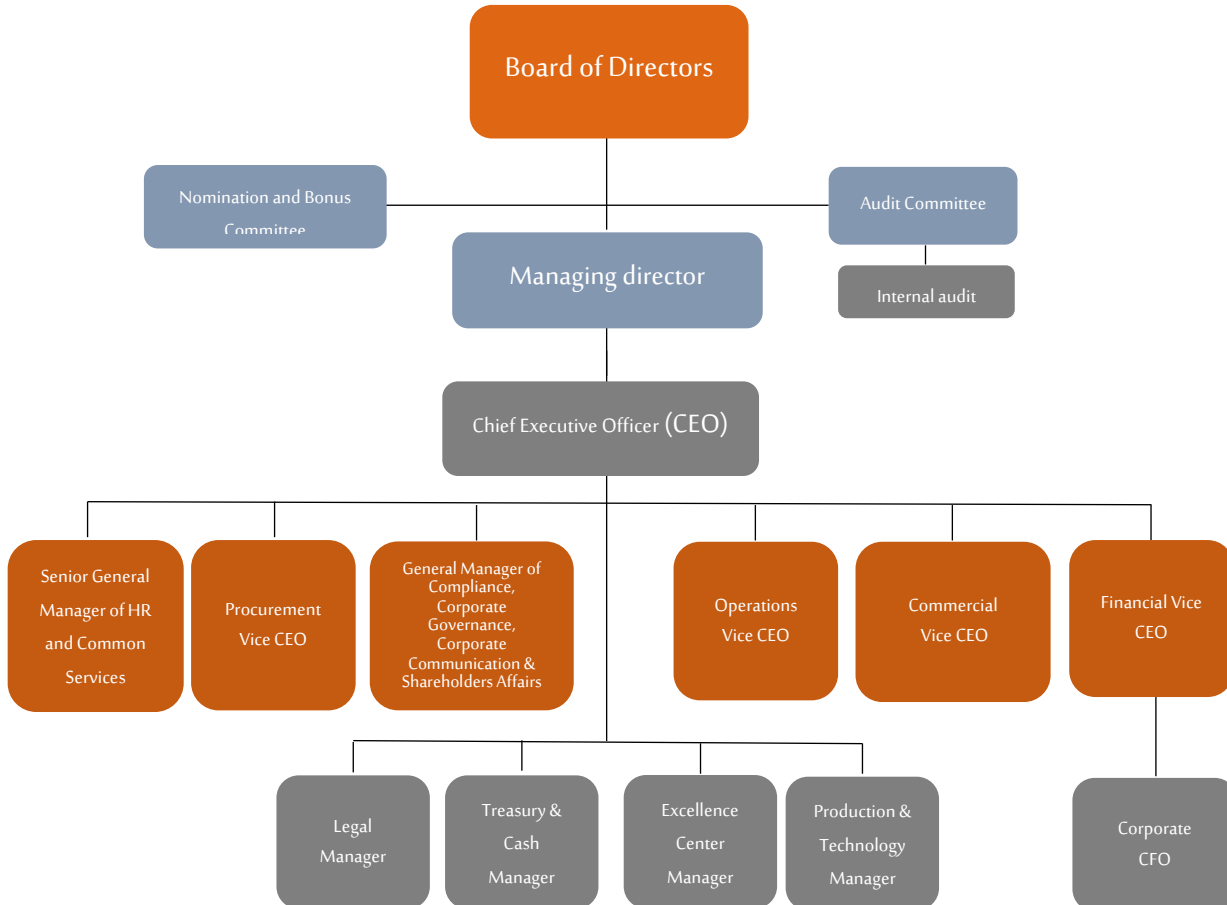 Board of Directors
Nomination and Bonus
Committee
Audit Committee
Managing director
Internal audit
Chief Executive Officer (CEO)
Senior General
Manager of HR
and Common
Services
Procurement
Vice CEO
General Manager of
Compliance,
Corporate
Governance,
Corporate
Communication &
Shareholders Affairs
Operations
Vice CEO
Commercial
Vice CEO
Financial Vice
CEO
Legal
Manager
Treasury &
Cash
Manager
Excellence
Center
Manager
Production &
Technology
Manager
Corporate
CFO